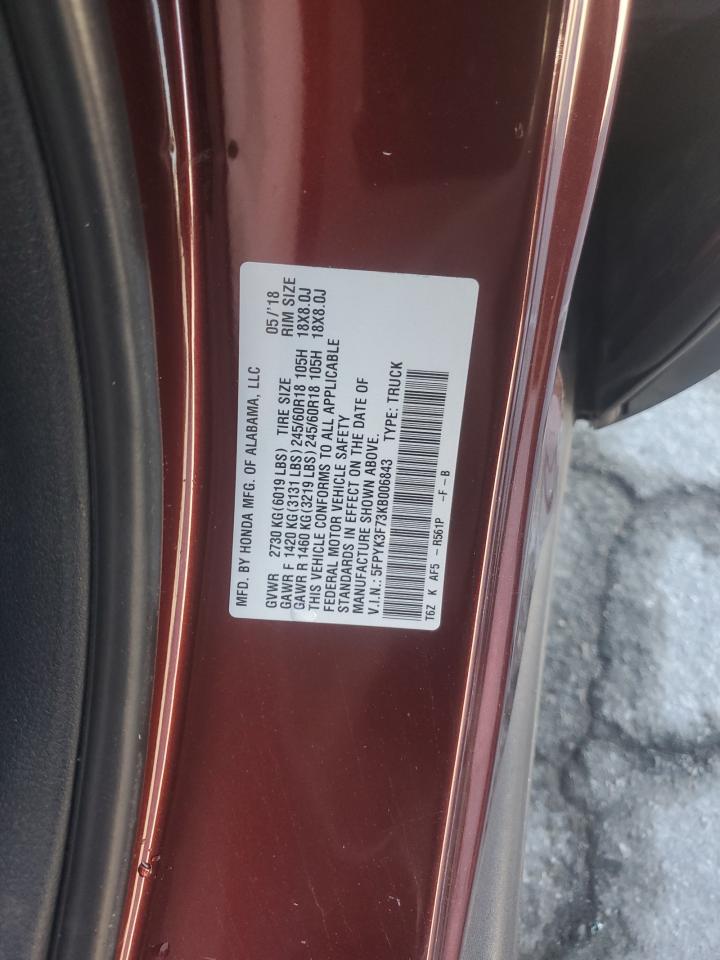 MFD. BY HONDA MFG. OF ALABAMA, LLC 05/'18
GVWR 2730 KG(6019 LBS) TIRE SIZE RIM SIZE
GAWR F 1420 KG(3131 LBS)245/60R18 105H 18X8.0J
GAWR R 1460 KG(3219 LBS)245/60R18 105H 18X8.0J
THIS VEHICLE CONFORMS TO ALL APPLICABLE
FEDERAL MOTOR VEHICLE SAFETY
STANDARDS IN EFFECT ON THE DATE OF
MANUFACTURE SHOWN ABOVE.
V.I.N.: 5FPYK3F73KB006843 TYPE: TRUCK
T6Z K AF5 - R561P -F-B